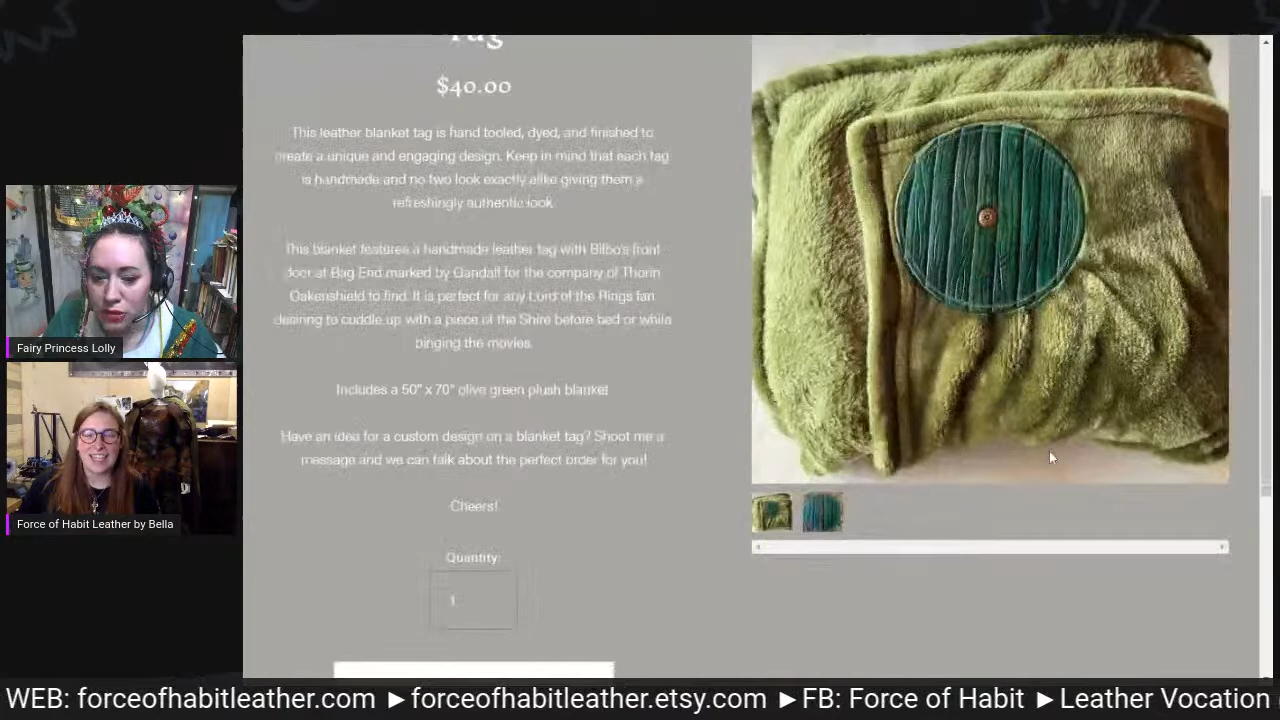 Tag
$40.00
This leather blanket tag is hand tooled, dyed, and finished to
create a unique and engaging design. Keep in mind that each tag
is handmade and no two look exactly alike giving them a
refreshingly authentic look.
This blanket features a handmade leather tag with Bilbo's front
door at Bag End marked by Gandalf for the company of Thorin
Oakenshield to find. It is perfect for any Lord of the Rings fan
desiring to cuddle up with a piece of the Shire before bed or while
binging the movies.
Includes a 50" x 70" olive green plush blanket
Have an idea for a custom design on a blanket tag? Shoot me a
message and we can talk about the perfect order for you!
Cheers!
Quantity:
1
Fairy Princess Lolly
Force of Habit Leather by Bella
WEB: forceofhabitleather.com ►forceofhabitleather.etsy.com ►FB: Force of Habit ►Leather Vocation